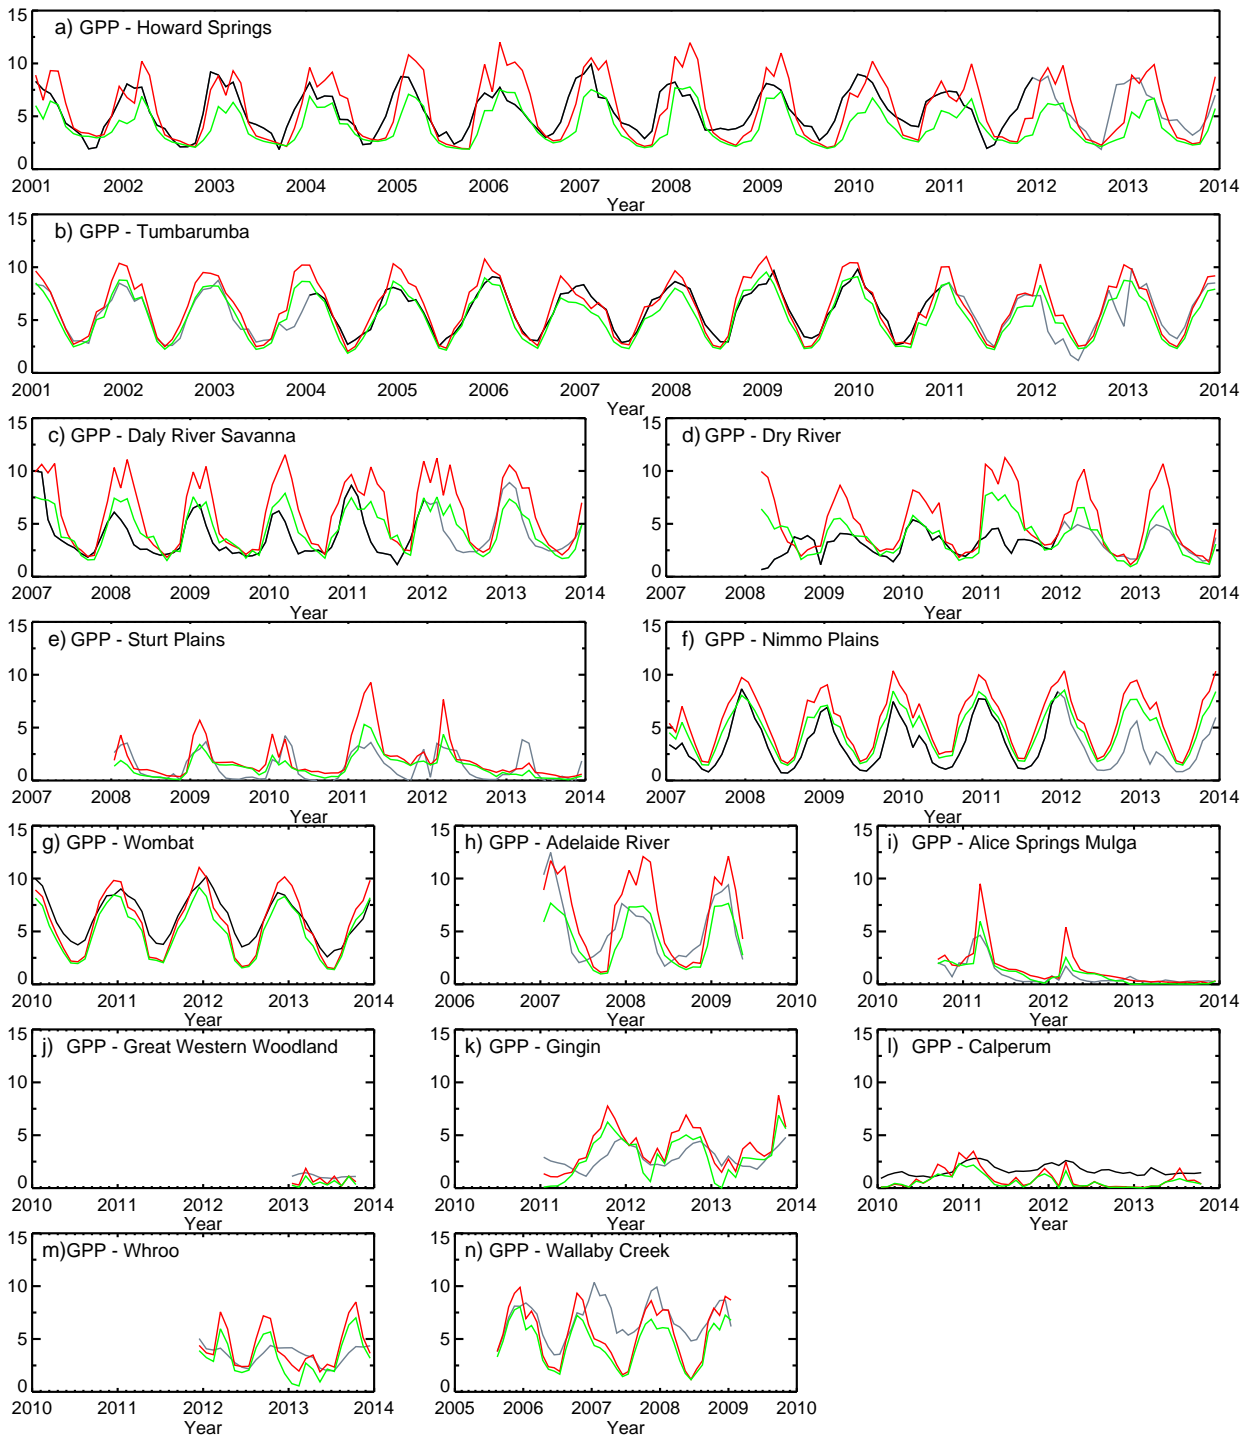 a) GPP - Howard Springs
15
10
5
0
2001 2002 2003 2004 2005 2006 2007 2008 2009 2010 2011 2012 2013 2014
Year
b) GPP - Tumbarumba
15
10
5
0
2001 2002 2003 2004 2005 2006 2007 2008 2009 2010 2011 2012 2013 2014
Year
c) GPP - Daly River Savanna
15
10
5
0
2007 2008 2009 2010 2011 2012 2013 2014
Year
d) GPP - Dry River
15
10
5
0
2007 2008 2009 2010 2011 2012 2013 2014
Year
e) GPP - Sturt Plains
15
10
5
0
2007 2008 2009 2010 2011 2012 2013 2014
Year
f) GPP - Nimmo Plains
15
10
5
0
2007 2008 2009 2010 2011 2012 2013 2014
Year
g) GPP - Wombat
15
10
5
0
2010 2011 2012 2013 2014
Year
h) GPP - Adelaide River
15
10
5
0
2006 2007 2008 2009 2010
Year
i) GPP - Alice Springs Mulga
15
10
5
0
2010 2011 2012 2013 2014
Year
j) GPP - Great Western Woodland
15
10
5
0
2010 2011 2012 2013 2014
Year
k) GPP - Gingin
15
10
5
0
2010 2011 2012 2013 2014
Year
l) GPP - Calperum
15
10
5
0
2010 2011 2012 2013 2014
Year
m) GPP - Whroo
15
10
5
0
2010 2011 2012 2013 2014
Year
n) GPP - Wallaby Creek
15
10
5
0
2005 2006 2007 2008 2009 2010
Year